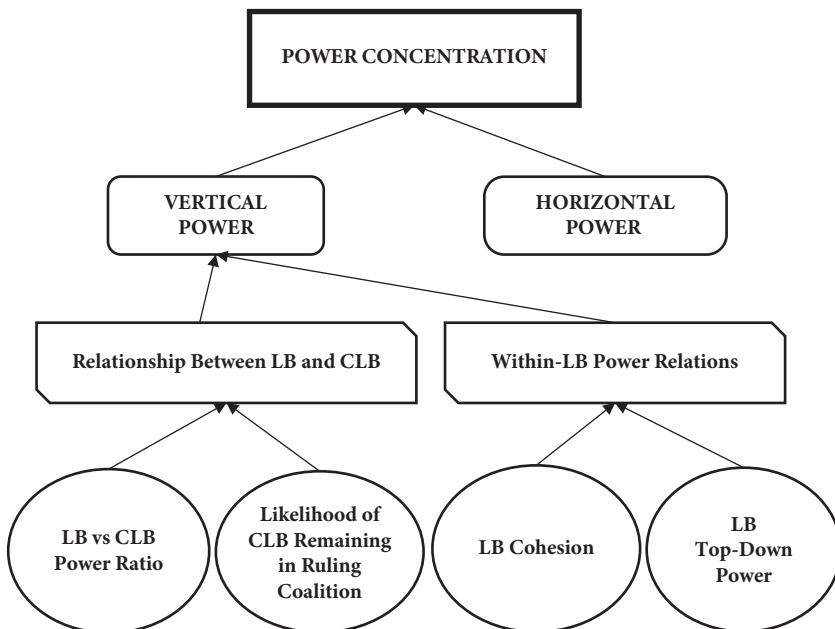 POWER CONCENTRATION
VERTICAL
POWER
HORIZONTAL
POWER
Relationship Between LB and CLB
Within-LB Power Relations
LB vs CLB
Power Ratio
Likelihood of
CLB Remaining
in Ruling
Coalition
LB Cohesion
LB
Top-Down
Power